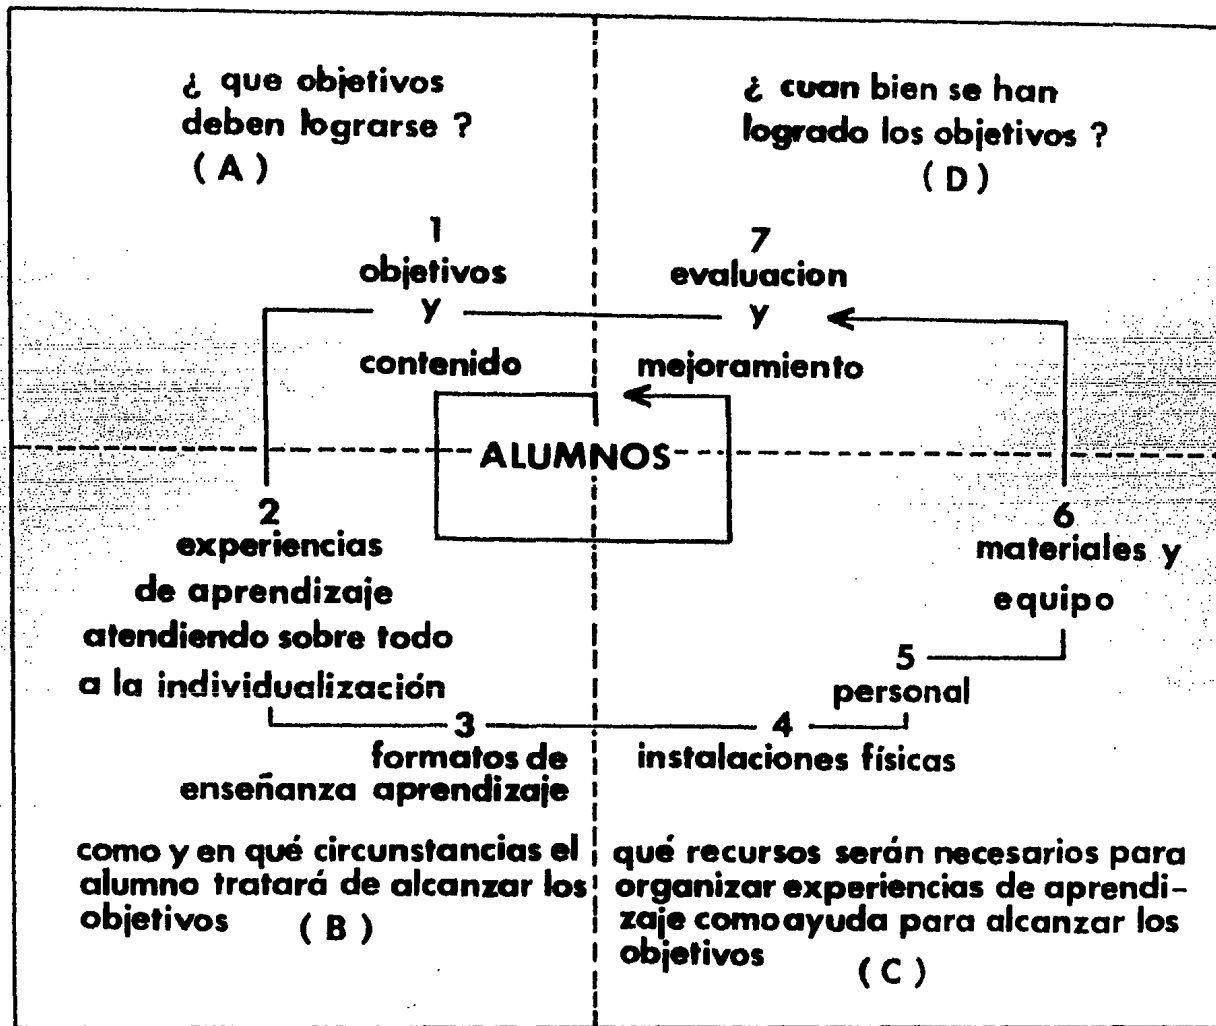 ¿ que objetivos
deben lograrse ?
( A )
¿ cuan bien se han
logrado los objetivos ?
( D )
1
objetivos
y
contenido
7
evaluacion
y
mejoramiento
ALUMNOS
2
experiencias
de aprendizaje
atendiendo sobre todo
a la individualización
6
materiales y
equipo
5
personal
3
formatos de
enseñanza aprendizaje
4
instalaciones físicas
como y en qué circunstancias el
alumno tratará de alcanzar los
objetivos ( B )
qué recursos serán necesarios para
organizar experiencias de aprendi-
zaje como ayuda para alcanzar los
objetivos ( C )